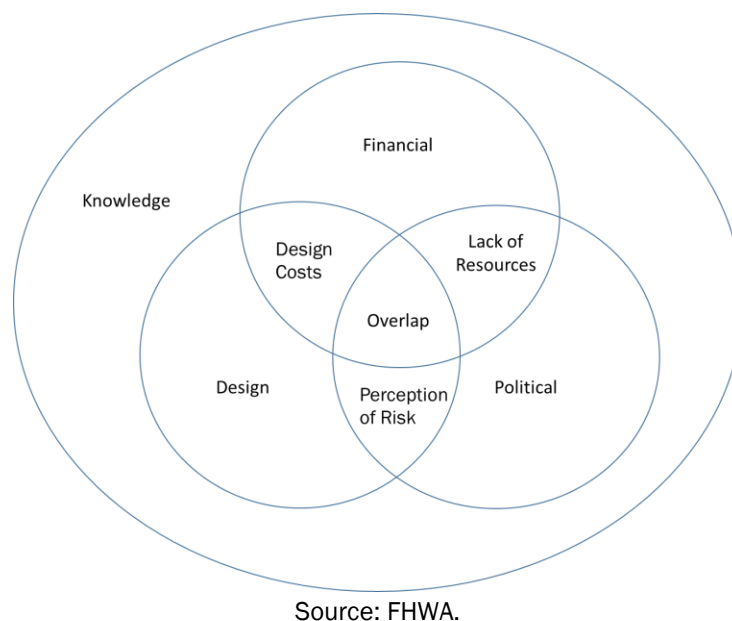 Financial
Knowledge
Design
Costs
Lack of
Resources
Overlap
Design
Perception
of Risk
Political
Source: FHWA.